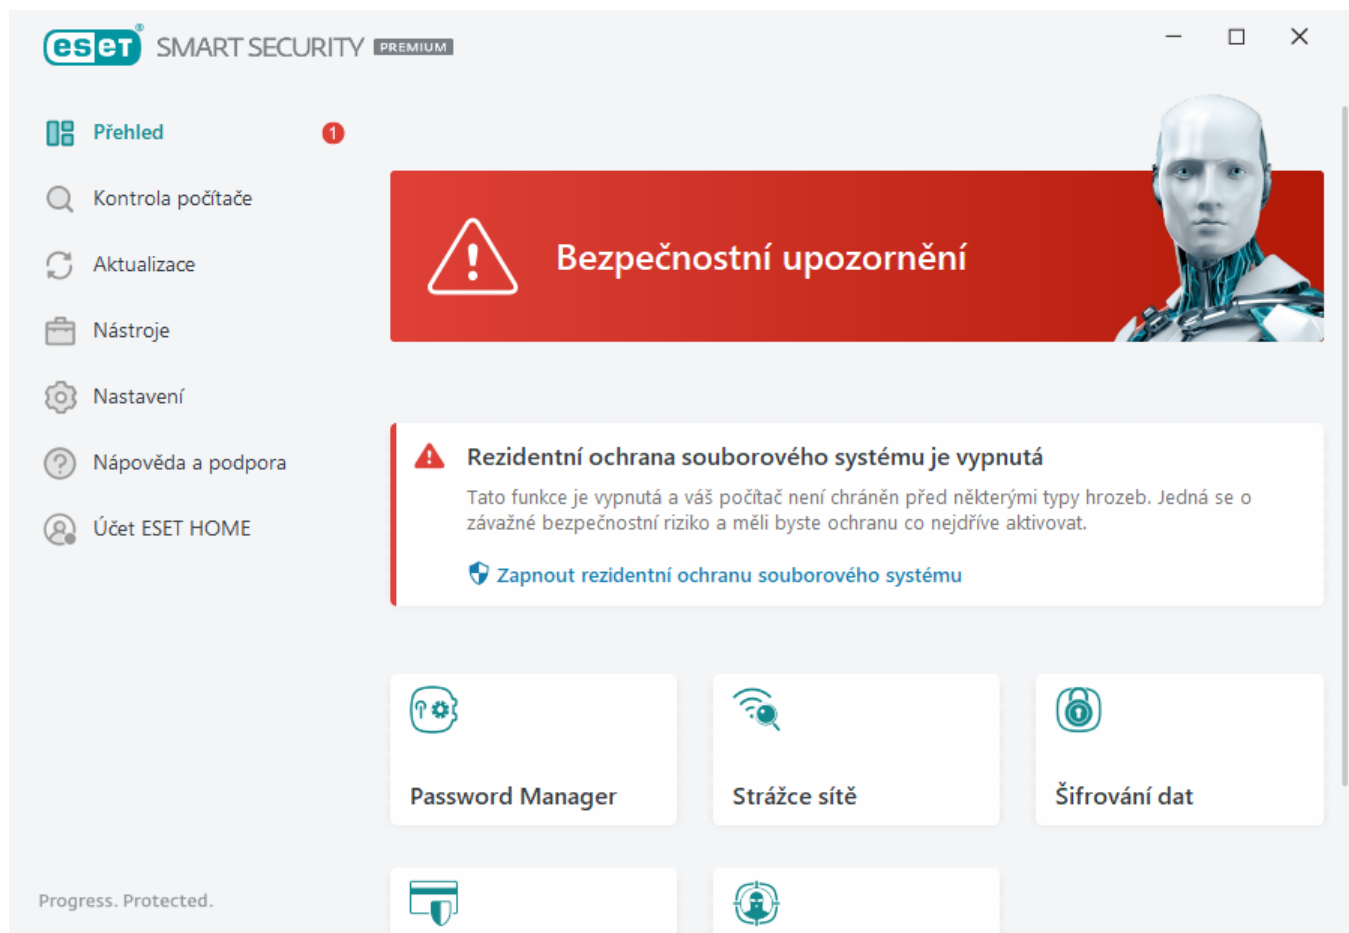 eset® SMART SECURITY PREMIUM
Přehled 1
Kontrola počítače
Aktualizace
Nástroje
Nastavení
Nápověda a podpora
Účet ESET HOME
Bezpečnostní upozornění
Rezidentní ochrana souborového systému je vypnutá
Tato funkce je vypnutá a váš počítač není chráněn před některými typy hrozeb. Jedná se o
závažné bezpečnostní riziko a měli byste ochranu co nejdříve aktivovat.
Zapnout rezidentní ochranu souborového systému
Password Manager
Strážce sítě
Šifrování dat
Progress. Protected.